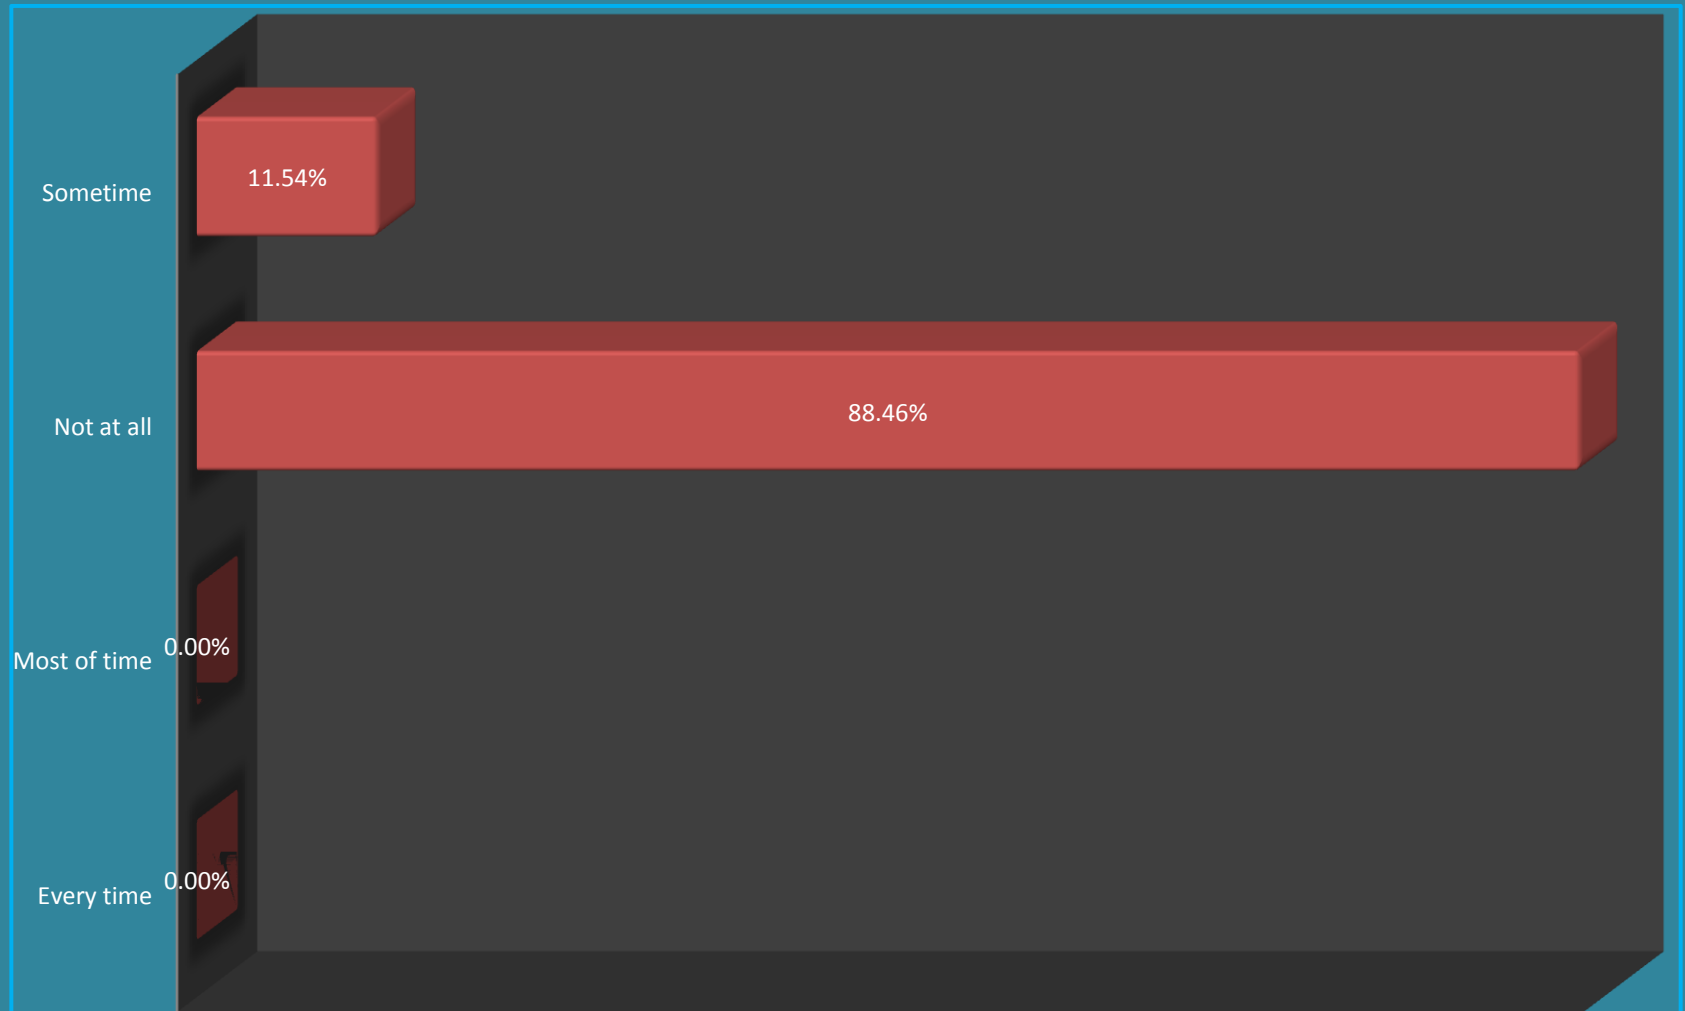 Sometime
11.54%
Not at all
88.46%
Most of time
0.00%
Every time
0.00%